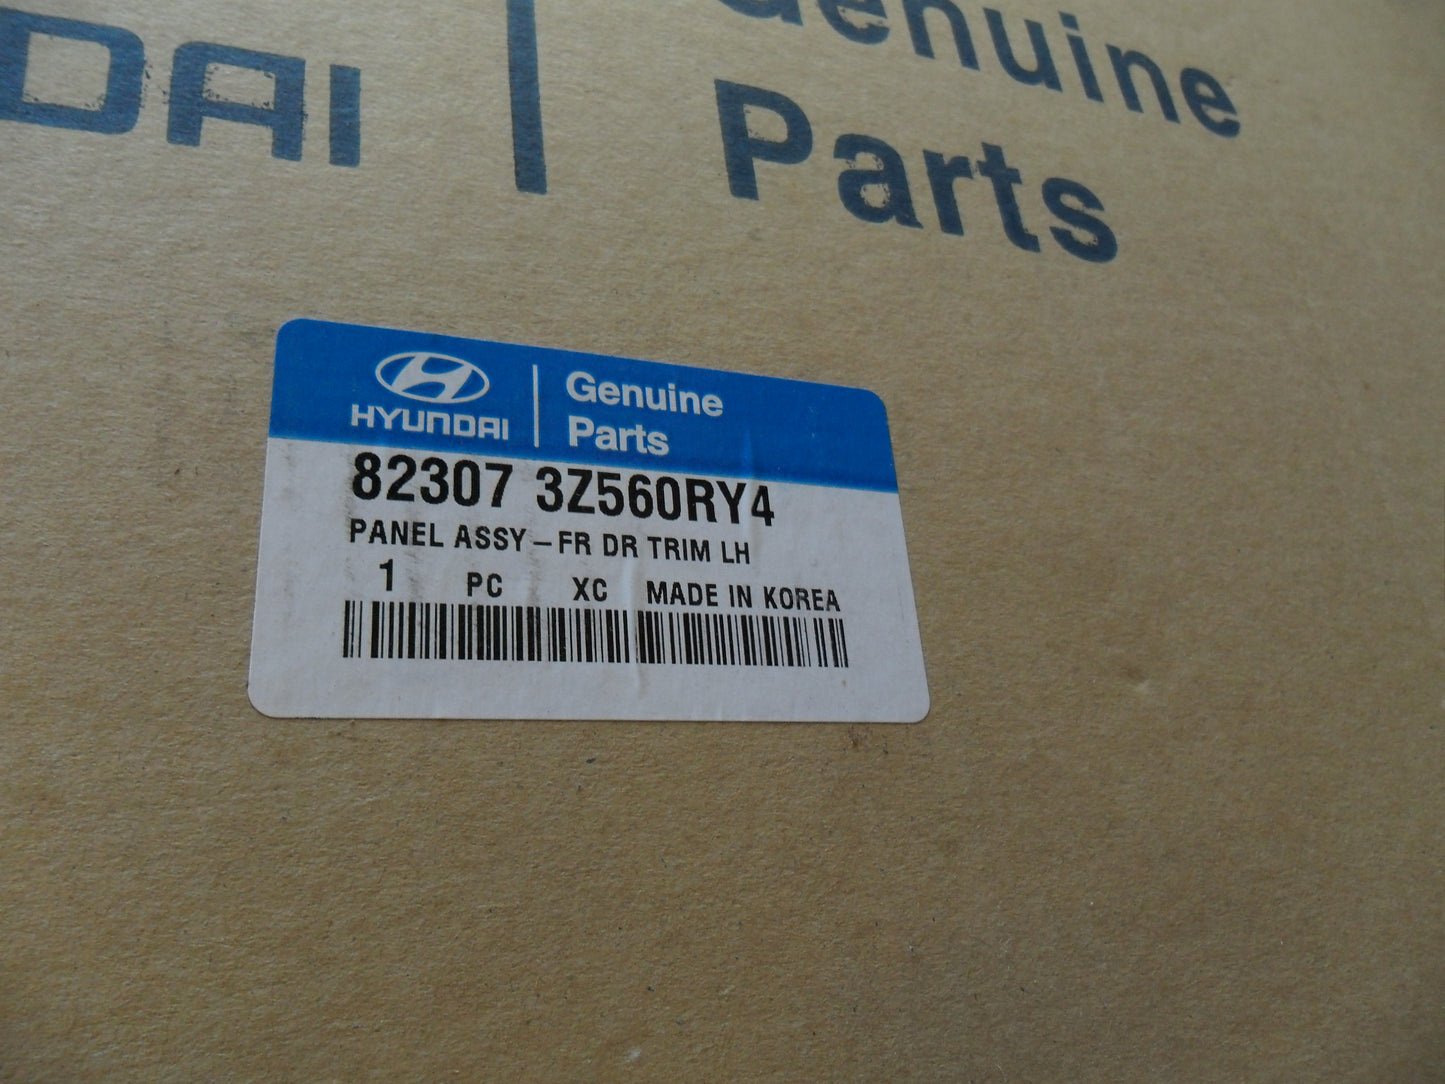 DAI
Genuine
Parts
HYUNDAI
Genuine
Parts
82307 3Z560RY4
PANEL ASSY-FR DR TRIM LH
1 PC XC MADE IN KOREA